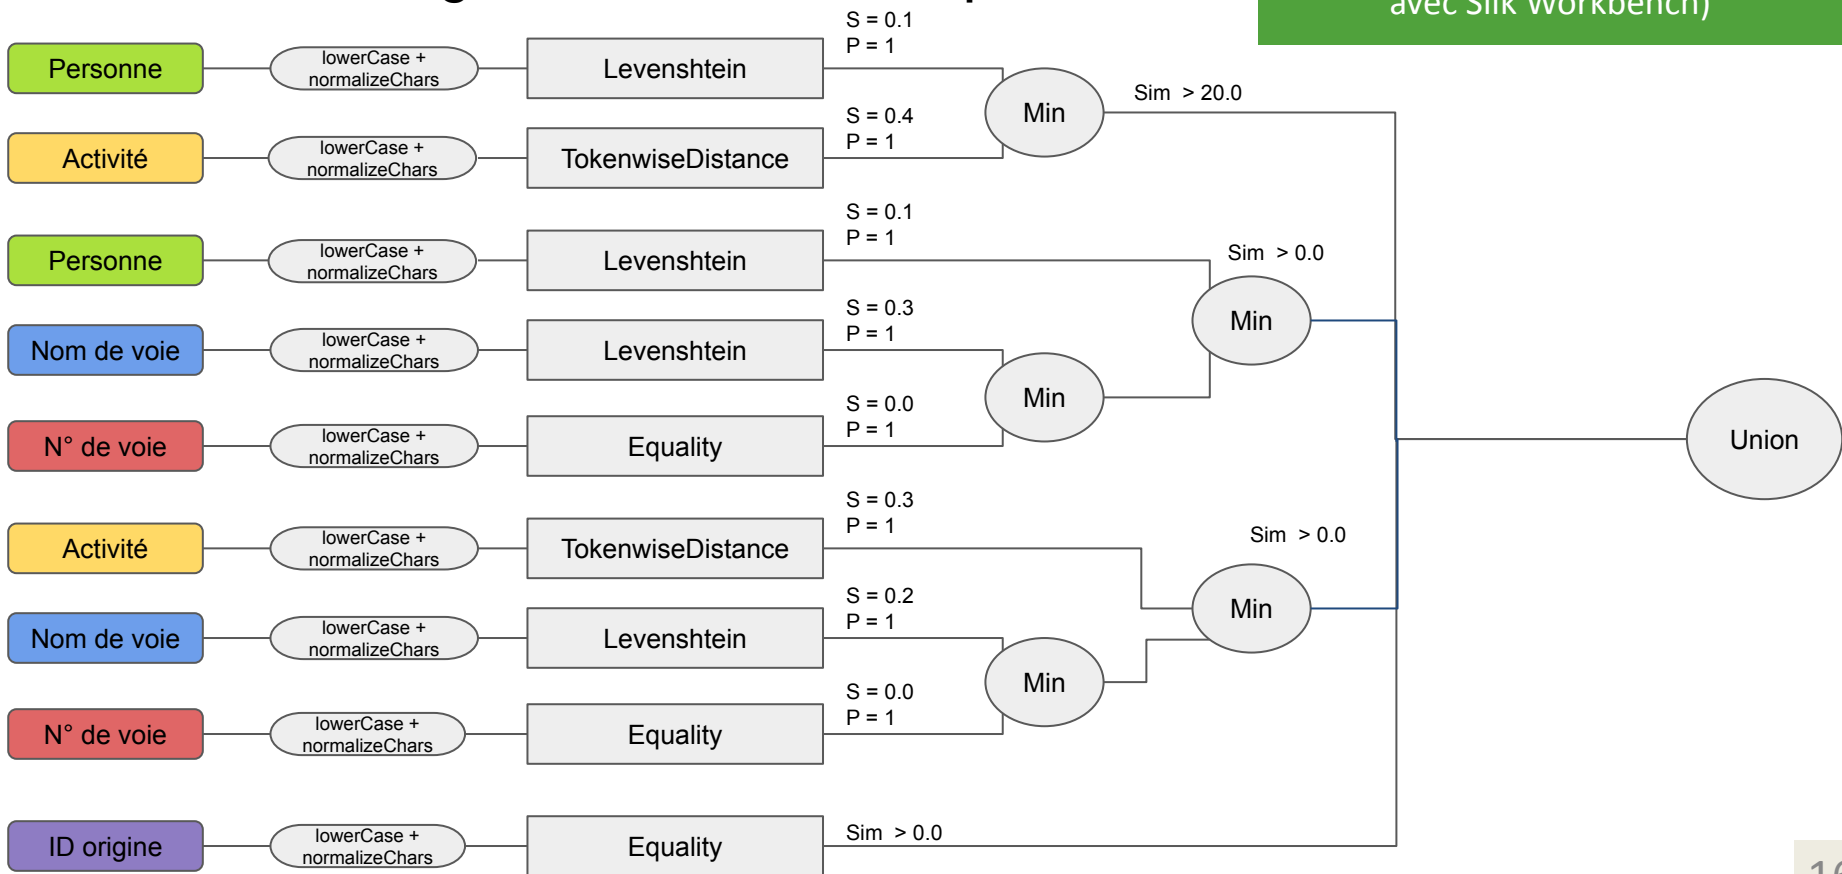 avec Silk Workbench)
S = 0.1
P = 1
Personne
lowerCase +
normalizeChars
Levenshtein
Min
Sim > 20.0
S = 0.4
P = 1
Activité
lowerCase +
normalizeChars
TokenwiseDistance
S = 0.1
P = 1
Personne
lowerCase +
normalizeChars
Levenshtein
Sim > 0.0
Min
S = 0.3
P = 1
Nom de voie
lowerCase +
normalizeChars
Levenshtein
Min
S = 0.0
P = 1
N° de voie
lowerCase +
normalizeChars
Equality
Union
S = 0.3
P = 1
Activité
lowerCase +
normalizeChars
TokenwiseDistance
Sim > 0.0
Min
S = 0.2
P = 1
Nom de voie
lowerCase +
normalizeChars
Levenshtein
Min
S = 0.0
P = 1
N° de voie
lowerCase +
normalizeChars
Equality
ID origine
lowerCase +
normalizeChars
Equality
Sim > 0.0